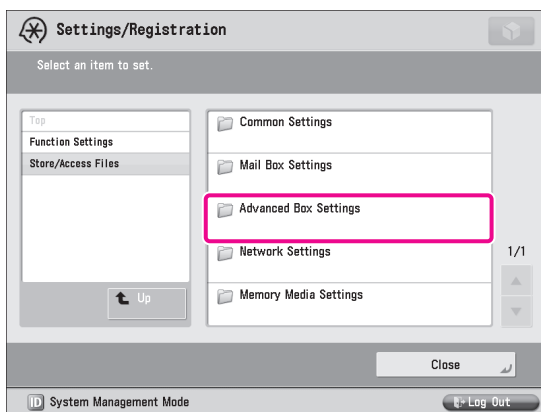 Settings/Registration
Select an item to set.
Top
Function Settings
Store/Access Files
Up
Common Settings
Mail Box Settings
Advanced Box Settings
Network Settings
Memory Media Settings
1/1
Close
ID System Management Mode
Log Out